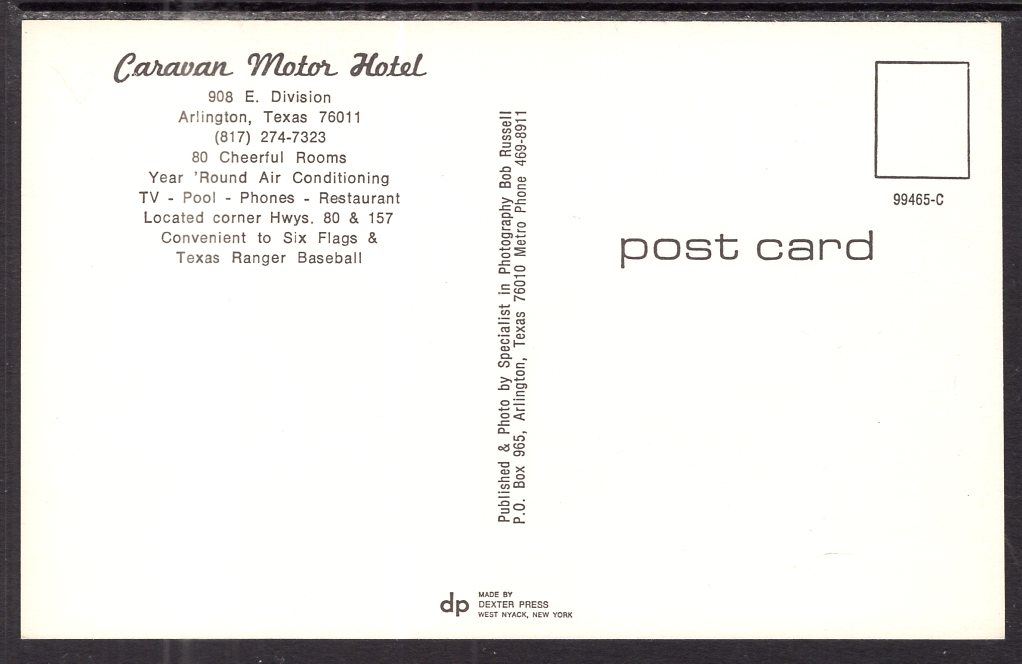 Caravan Motor Hotel
908 E. Division
Arlington, Texas 76011
(817) 274-7323
80 Cheerful Rooms
Year 'Round Air Conditioning
TV - Pool - Phones - Restaurant
Located corner Hwys. 80 & 157
Convenient to Six Flags &
Texas Ranger Baseball
Published & Photo by Specialist in Photography Bob Russell
P.O. Box 965, Arlington, Texas 76010 Metro Phone 469-8911
99465-C
post card
dp
MADE BY
DEXTER PRESS
WEST NYACK, NEW YORK